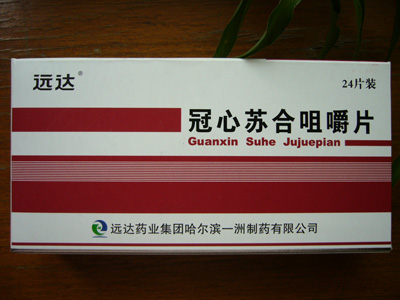 远达®
24片装
冠心苏合咀嚼片
Guanxin Suhe Jujuepian
远达药业集团哈尔滨一洲制药有限公司